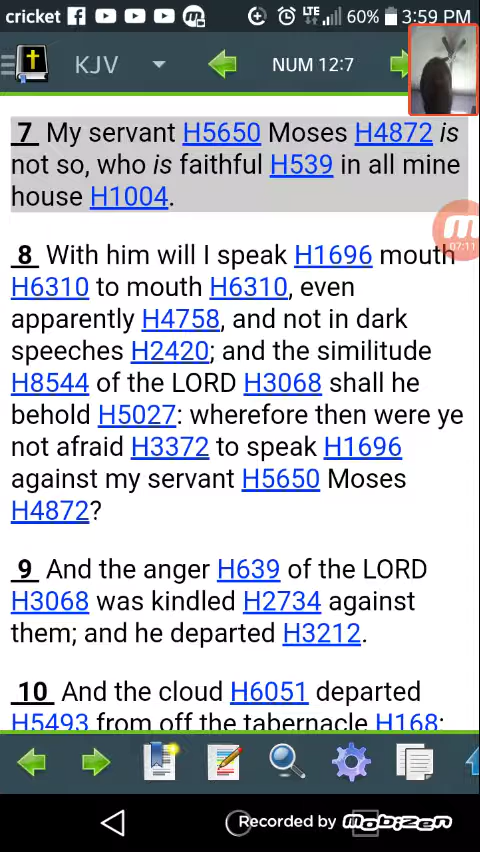 cricket LTE 60% 3:59 PM
KJV NUM 12:7
7 My servant H5650 Moses H4872 is
not so, who is faithful H539 in all mine
house H1004.
07:11
8 With him will I speak H1696 mouth
H6310 to mouth H6310, even
apparently H4758, and not in dark
speeches H2420; and the similitude
H8544 of the LORD H3068 shall he
behold H5027: wherefore then were ye
not afraid H3372 to speak H1696
against my servant H5650 Moses
H4872?
9 And the anger H639 of the LORD
H3068 was kindled H2734 against
them; and he departed H3212.
10 And the cloud H6051 departed
H5493 from off the tabernacle H168;
Recorded by Mobizen